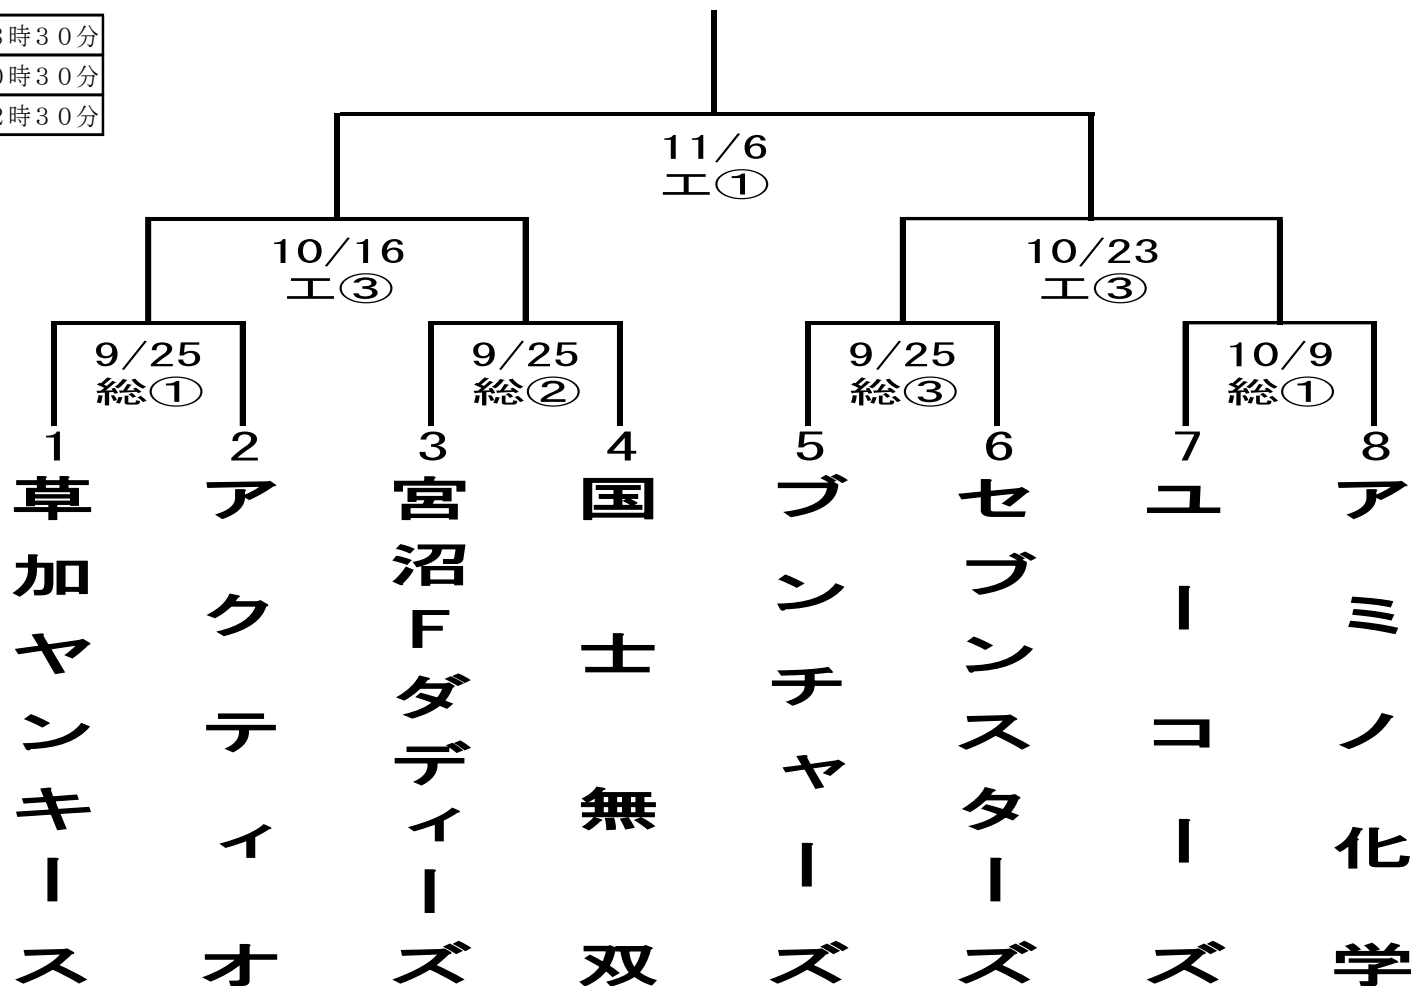 時３０分
時３０分
時３０分
11/6
工①
10/16
工③
10/23
工③
9/25
総①
9/25
総②
9/25
総③
10/9
総①
1
2
3
4
5
6
7
8
草加ヤンキース
アクティオ
宮沼Fダディーズ
国士無双
ブンチャーズ
セブンスターズ
ユーコーズ
アミノ化学